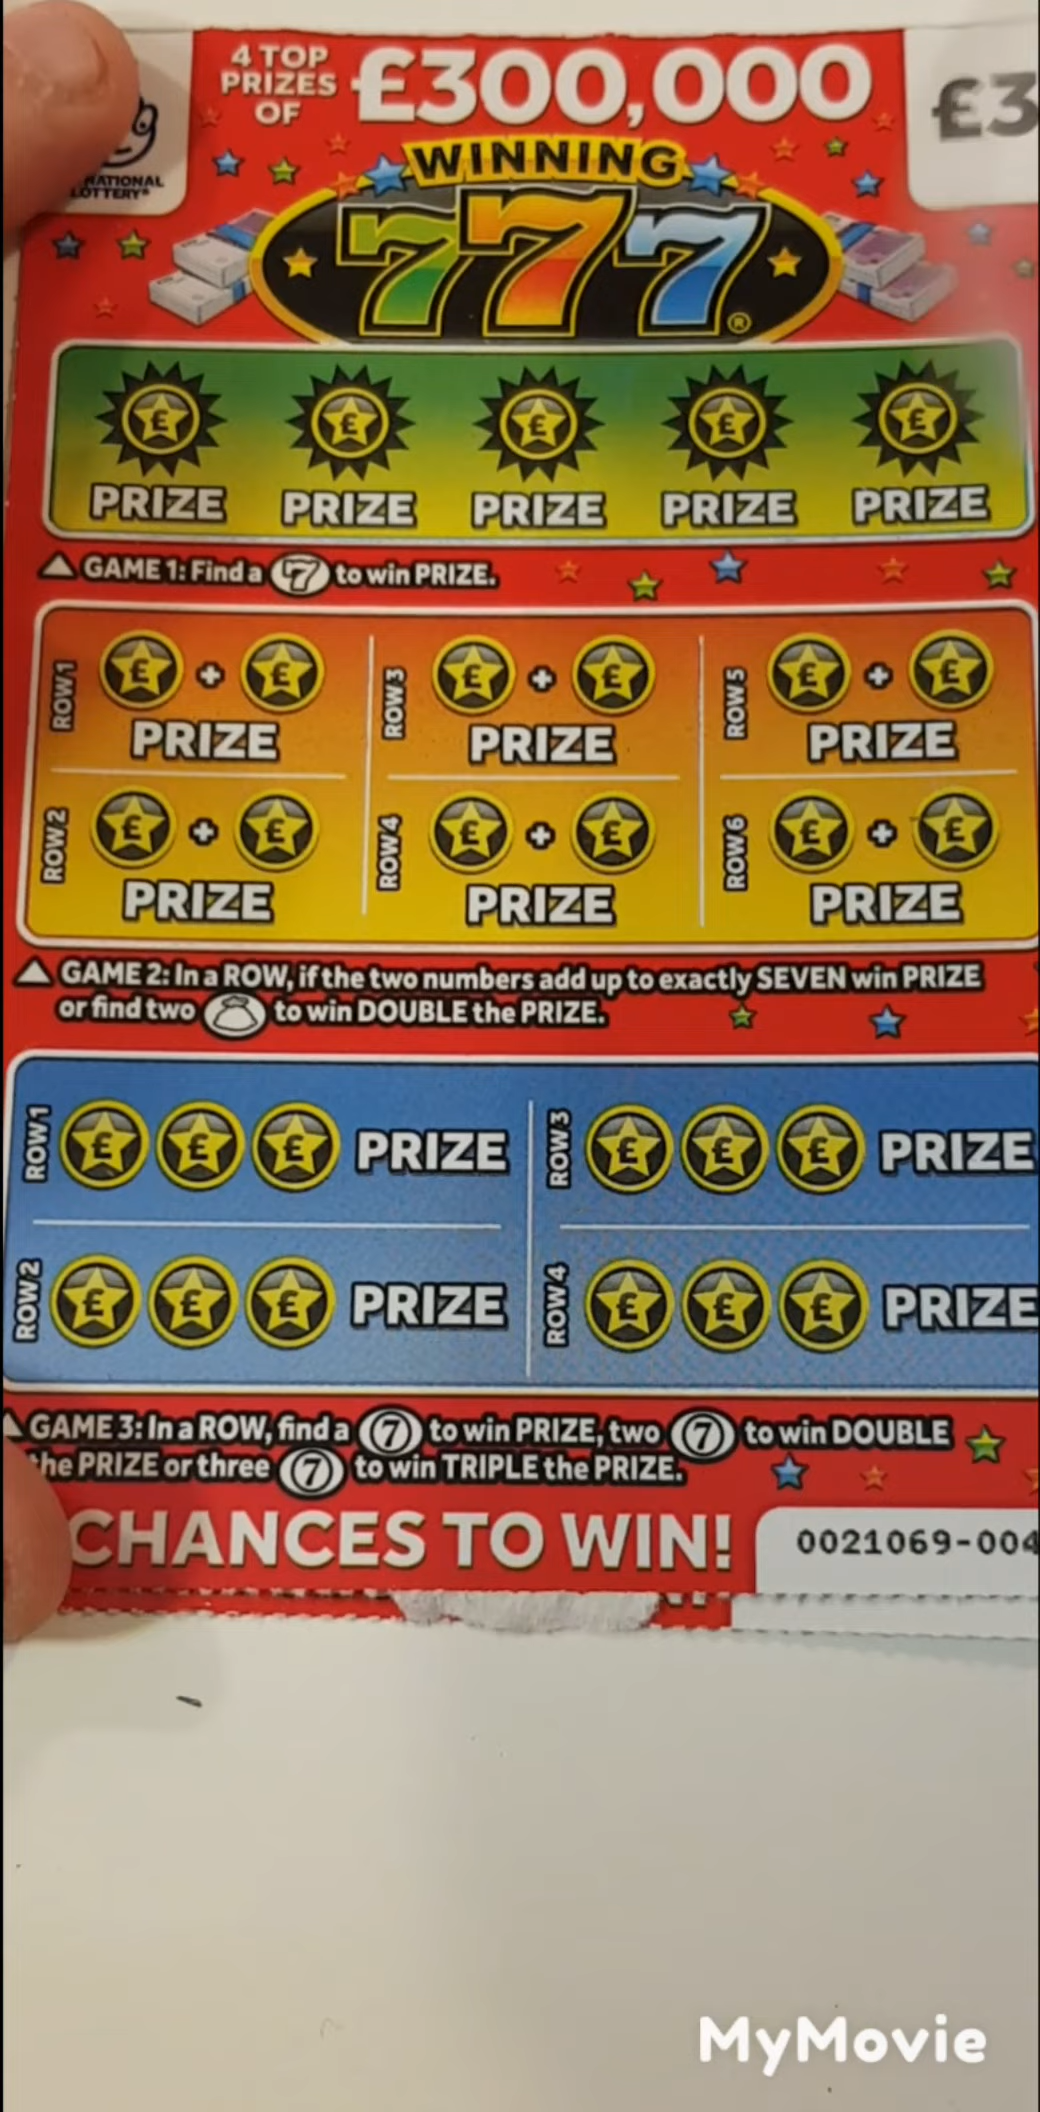 4 TOP
PRIZES
OF
£300,000
£3
NATIONAL
LOTTERY®
WINNING
777®
£ £ £ £ £
PRIZE PRIZE PRIZE PRIZE PRIZE
GAME 1: Find a 7 to win PRIZE.
ROW 1 £ + £ ROW 3 £ + £ ROW 5 £ + £
PRIZE PRIZE PRIZE
ROW 2 £ + £ ROW 4 £ + £ ROW 6 £ + £
PRIZE PRIZE PRIZE
GAME 2: In a ROW, if the two numbers add up to exactly SEVEN win PRIZE
or find two to win DOUBLE the PRIZE.
ROW 1 £ £ £ PRIZE ROW 3 £ £ £ PRIZE
ROW 2 £ £ £ PRIZE ROW 4 £ £ £ PRIZE
GAME 3: In a ROW, find a 7 to win PRIZE, two 7 to win DOUBLE
the PRIZE or three 7 to win TRIPLE the PRIZE.
CHANCES TO WIN!
0021069-004
MyMovie